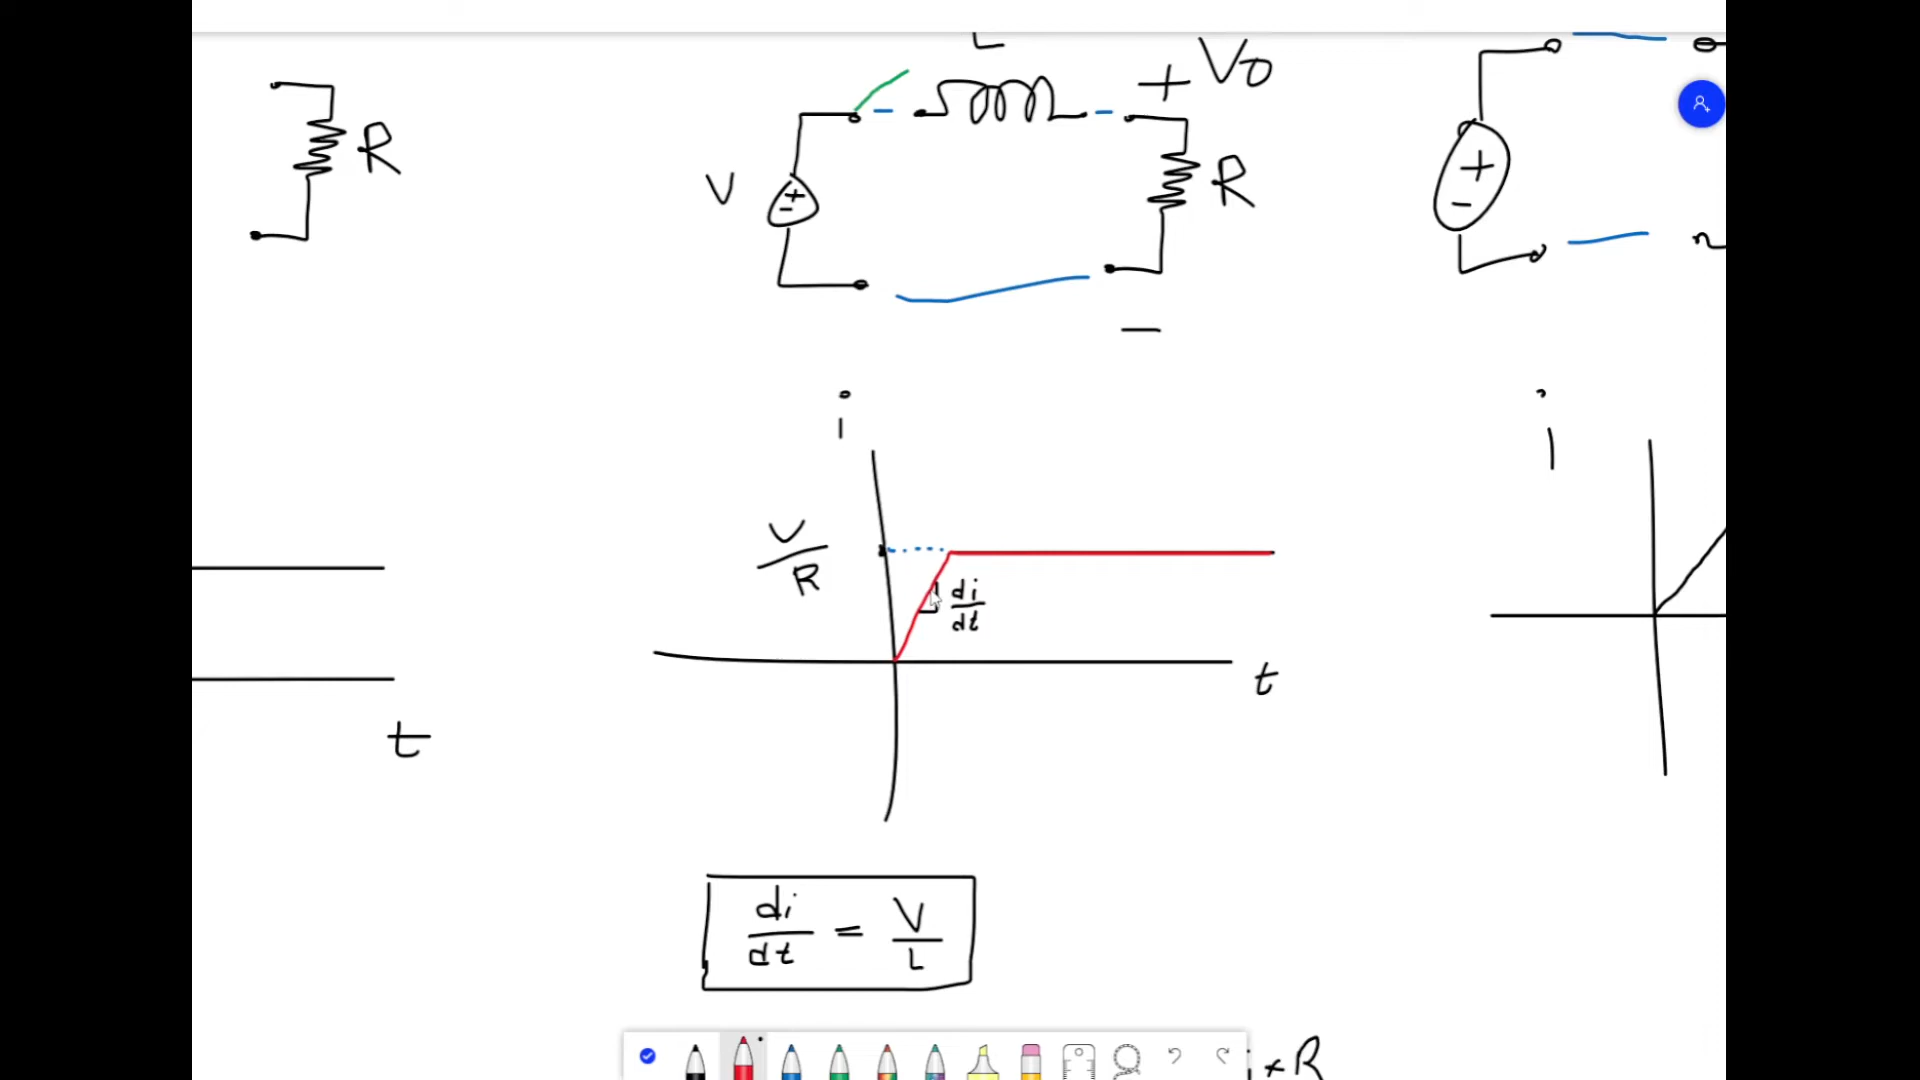 L
+ Vo
R
V
+
-
R
+
-
-
i
i
V/R
di/dt
t
t
di/dt = V/L
i × R